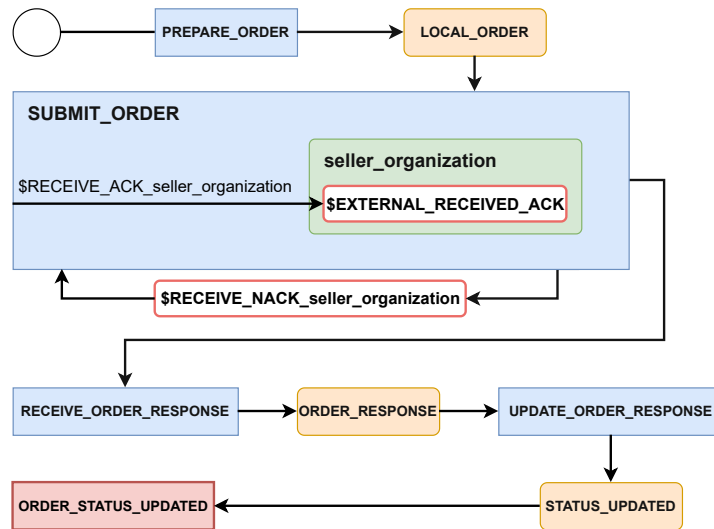 PREPARE_ORDER
LOCAL_ORDER
SUBMIT_ORDER
seller_organization
$RECEIVE_ACK_seller_organization
$EXTERNAL_RECEIVED_ACK
$RECEIVE_NACK_seller_organization
RECEIVE_ORDER_RESPONSE
ORDER_RESPONSE
UPDATE_ORDER_RESPONSE
ORDER_STATUS_UPDATED
STATUS_UPDATED